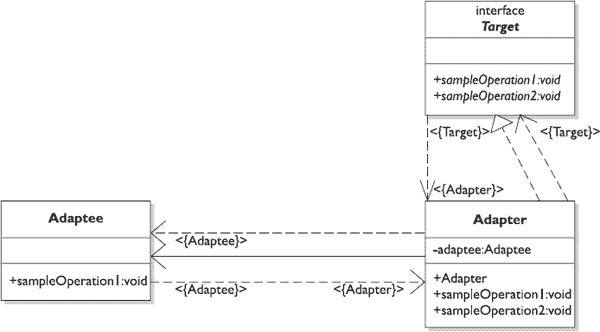 interface
Target
+sampleOperation1:void
+sampleOperation2:void
<{Target}>
<{Target}>
<{Adapter}>
Adaptee
+sampleOperation1:void
<{Adaptee}>
<{Adaptee}>
<{Adapter}>
Adapter
-adaptee:Adaptee
+Adapter
+sampleOperation1:void
+sampleOperation2:void